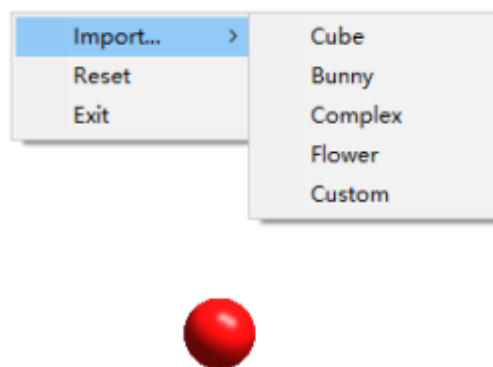 Import... >
Reset
Exit
Cube
Bunny
Complex
Flower
Custom